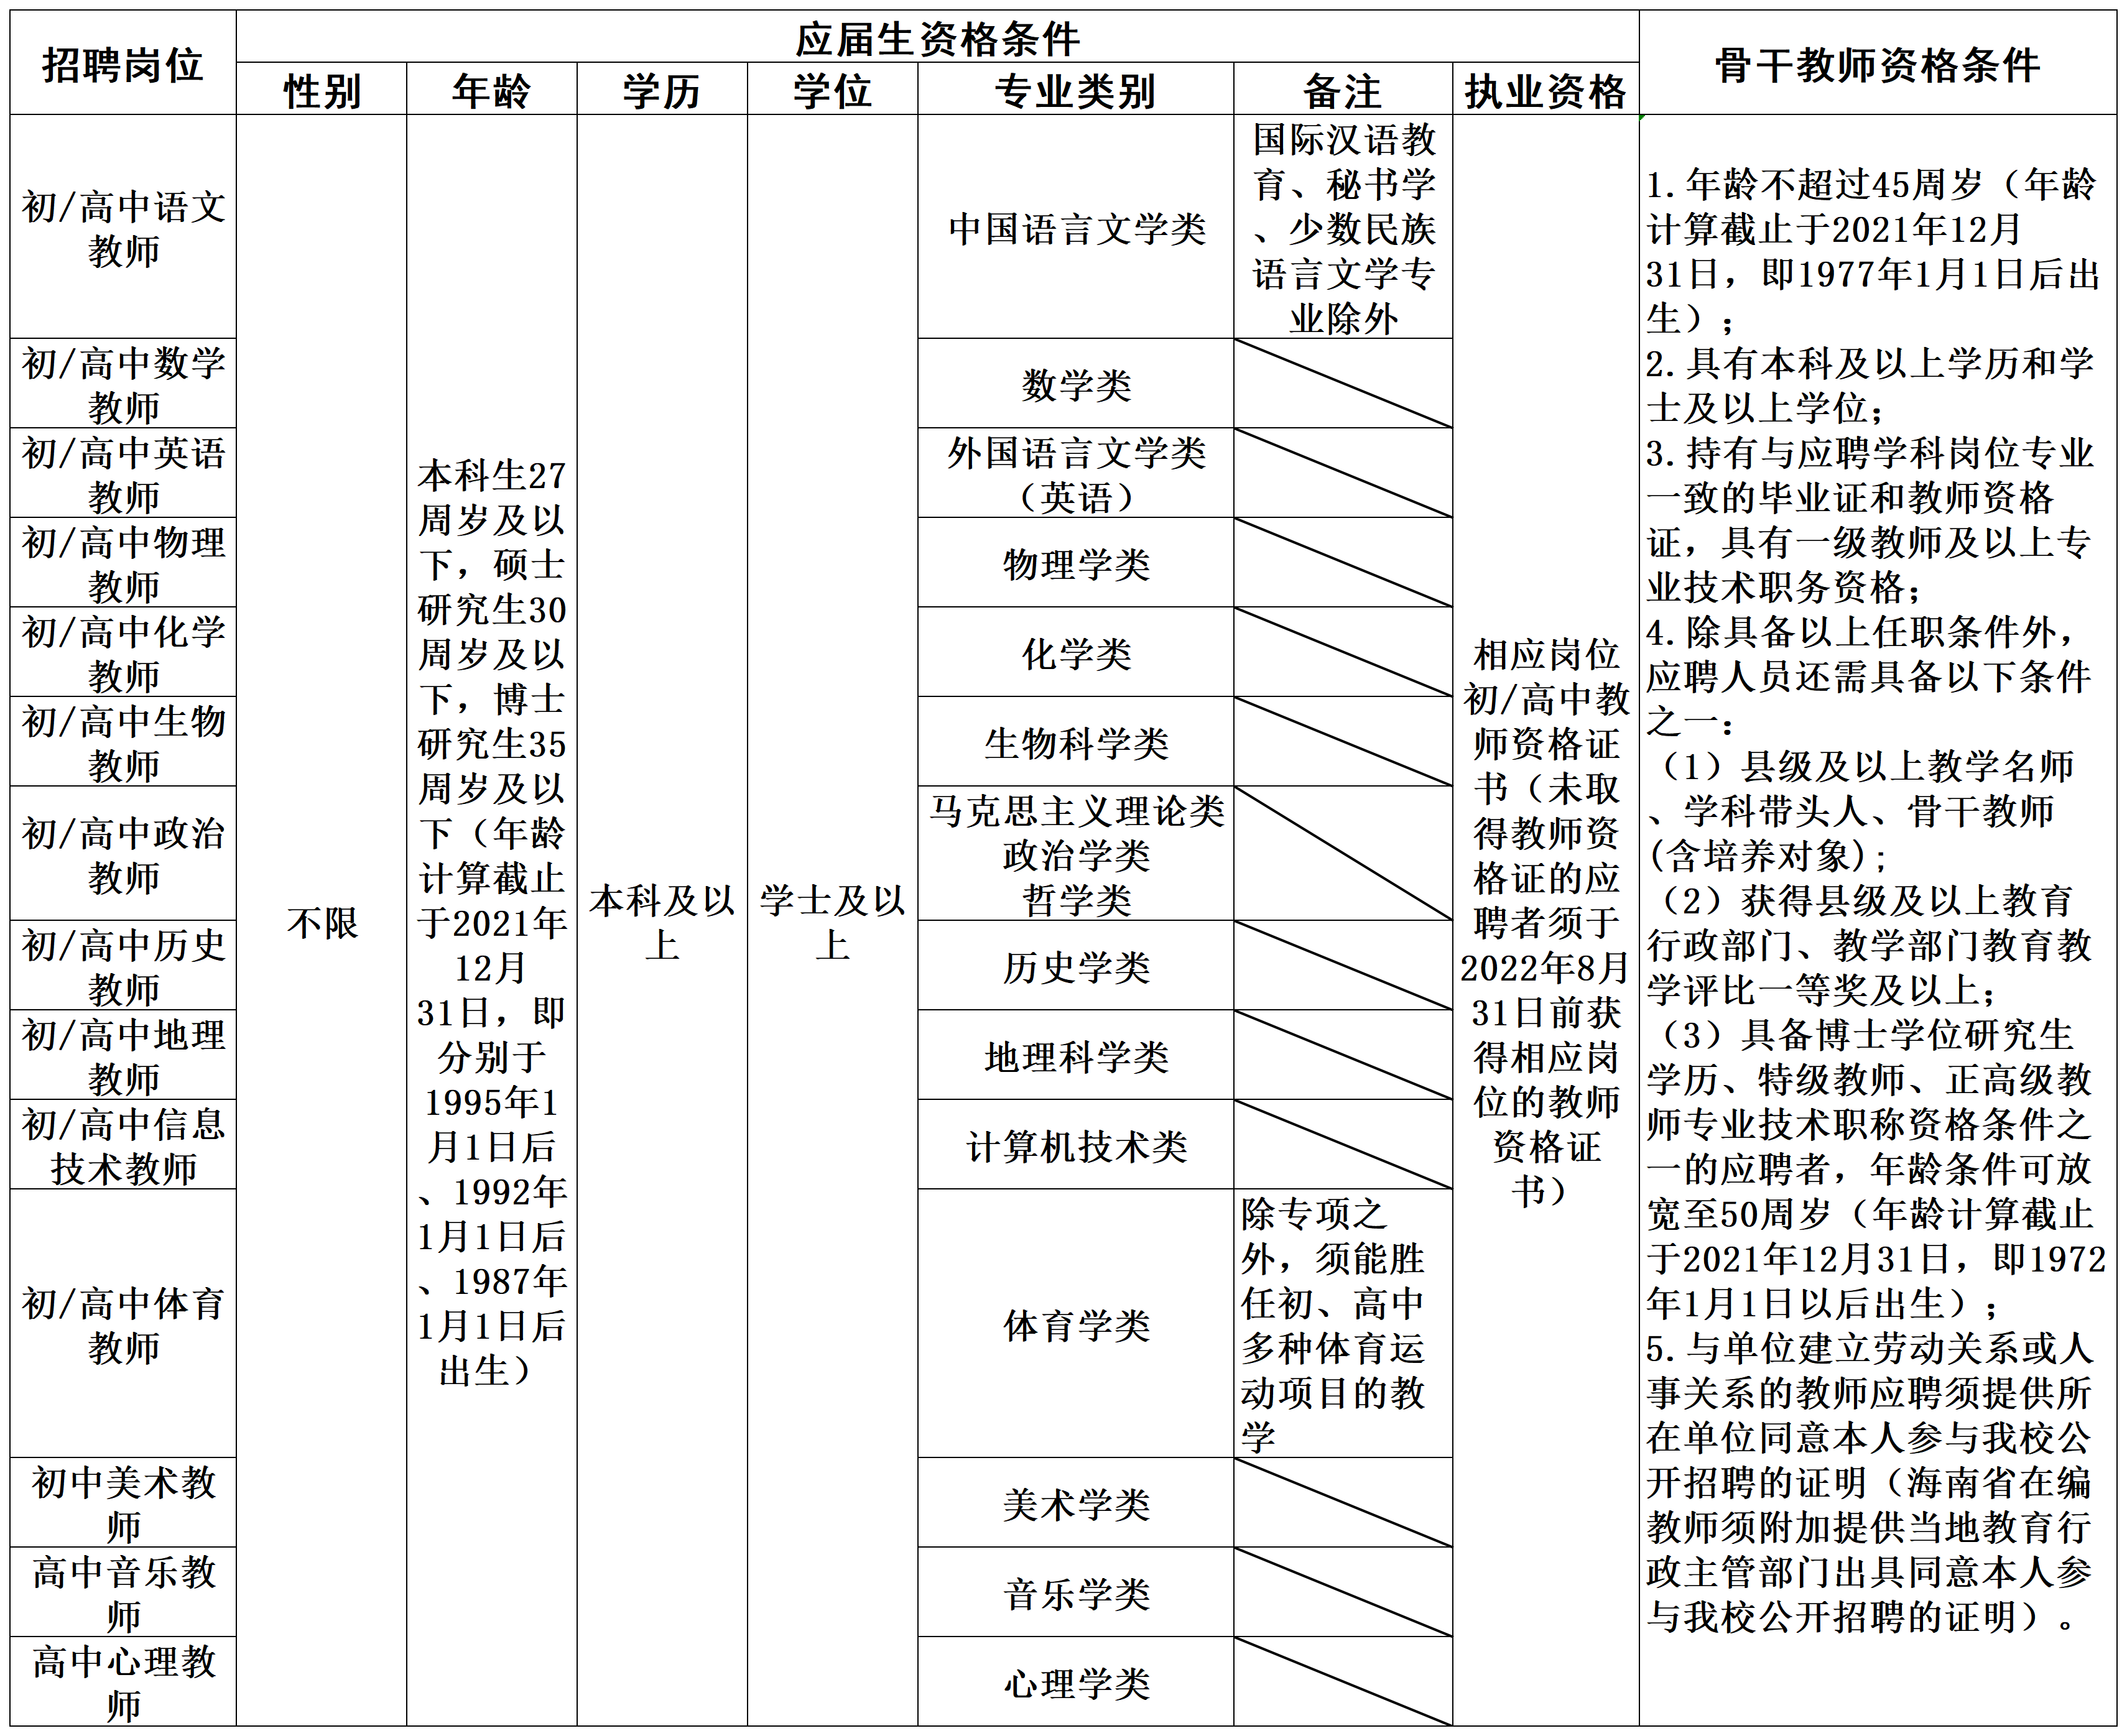 招聘岗位
应届生资格条件
骨干教师资格条件
性别
年龄
学历
学位
专业类别
备注
执业资格
初/高中语文
教师
不限
本科生27
周岁及以
下，硕士
研究生30
周岁及以
下，博士
研究生35
周岁及以
下（年龄
计算截止
于2021年
12月
31日，即
分别于
1995年1
月1日后
、1992年
1月1日后
、1987年
1月1日后
出生）
本科及以
上
学士及以
上
中国语言文学类
国际汉语教
育、秘书学
、少数民族
语言文学专
业除外
相应岗位
初/高中教
师资格证
书（未取
得教师资
格证的应
聘者须于
2022年8月
31日前获
得相应岗
位的教师
资格证
书）
1.年龄不超过45周岁（年龄
计算截止于2021年12月
31日，即1977年1月1日后出
生）；
2.具有本科及以上学历和学
士及以上学位；
3.持有与应聘学科岗位专业
一致的毕业证和教师资格
证，具有一级教师及以上专
业技术职务资格；
4.除具备以上任职条件外，
应聘人员还需具备以下条件
之一：
（1）县级及以上教学名师
、学科带头人、骨干教师
(含培养对象)；
（2）获得县级及以上教育
行政部门、教学部门教育教
学评比一等奖及以上；
（3）具备博士学位研究生
学历、特级教师、正高级教
师专业技术职称资格条件之
一的应聘者，年龄条件可放
宽至50周岁（年龄计算截止
于2021年12月31日，即1972
年1月1日以后出生）；
5.与单位建立劳动关系或人
事关系的教师应聘须提供所
在单位同意本人参与我校公
开招聘的证明（海南省在编
教师须附加提供当地教育行
政主管部门出具同意本人参
与我校公开招聘的证明）。
初/高中数学
教师
数学类
初/高中英语
教师
外国语言文学类
（英语）
初/高中物理
教师
物理学类
初/高中化学
教师
化学类
初/高中生物
教师
生物科学类
初/高中政治
教师
马克思主义理论类
政治学类
哲学类
初/高中历史
教师
历史学类
初/高中地理
教师
地理科学类
初/高中信息
技术教师
计算机技术类
初/高中体育
教师
体育学类
除专项之
外，须能胜
任初、高中
多种体育运
动项目的教
学
初中美术教
师
美术学类
高中音乐教
师
音乐学类
高中心理教
师
心理学类